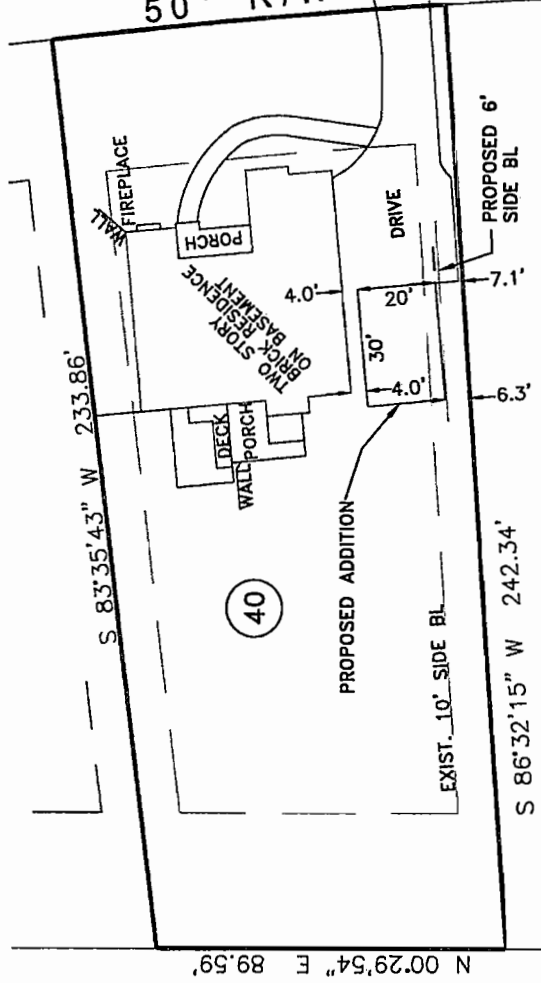 50' R/W
S 83°35'43" W 233.86'
WALL
FIREPLACE
PORCH
TWO STORY
BRICK RESIDENCE
ON BASEMENT
DRIVE
PROPOSED 6'
SIDE BL
4.0'
20'
7.1'
30'
4.0'
6.3'
DECK
PORCH
WALL
40
PROPOSED ADDITION
EXIST. 10' SIDE BL
S 86°32'15" W 242.34'
N 00°29'54" E 89.59'